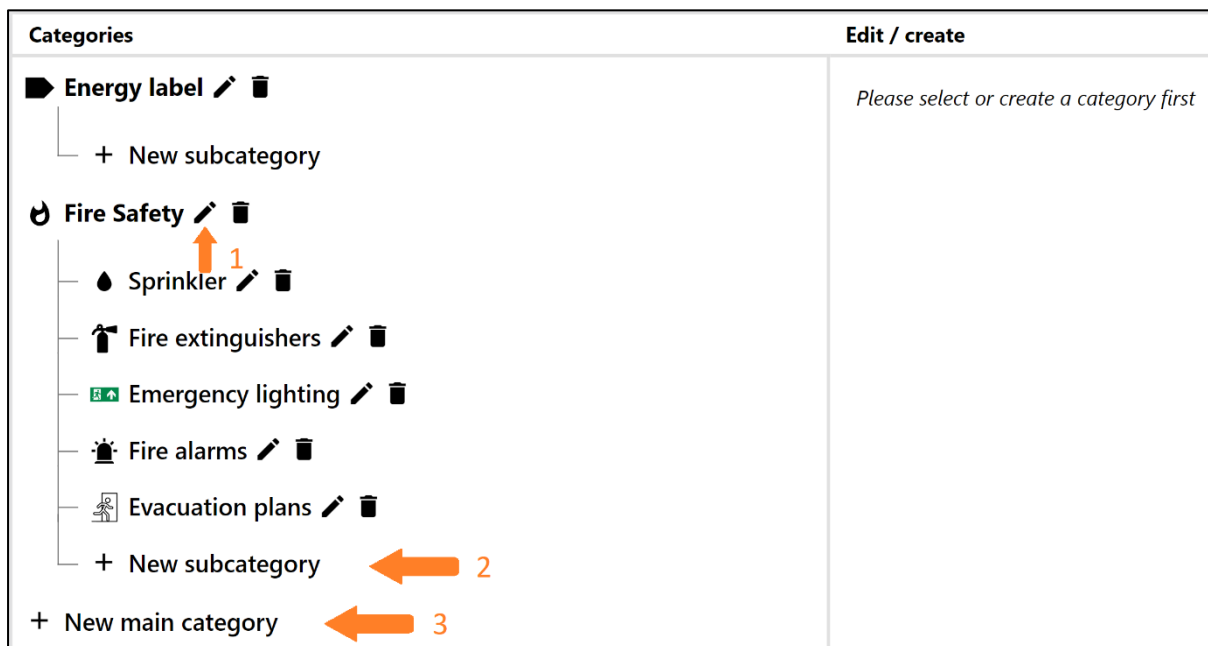 Categories
Edit / create
Energy label
Please select or create a category first
New subcategory
Fire Safety
1
Sprinkler
Fire extinguishers
Emergency lighting
Fire alarms
Evacuation plans
+ New subcategory
2
+ New main category
3